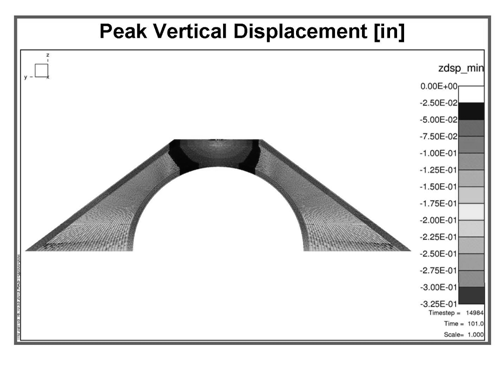 Peak Vertical Displacement [in]
z
y
x
zdsp_min
0.00E+00
-2.50E-02
-5.00E-02
-7.50E-02
-1.00E-01
-1.25E-01
-1.50E-01
-1.75E-01
-2.00E-01
-2.25E-01
-2.50E-01
-2.75E-01
-3.00E-01
-3.25E-01
Timestep = 14984
Time = 101.0
Scale= 1.000